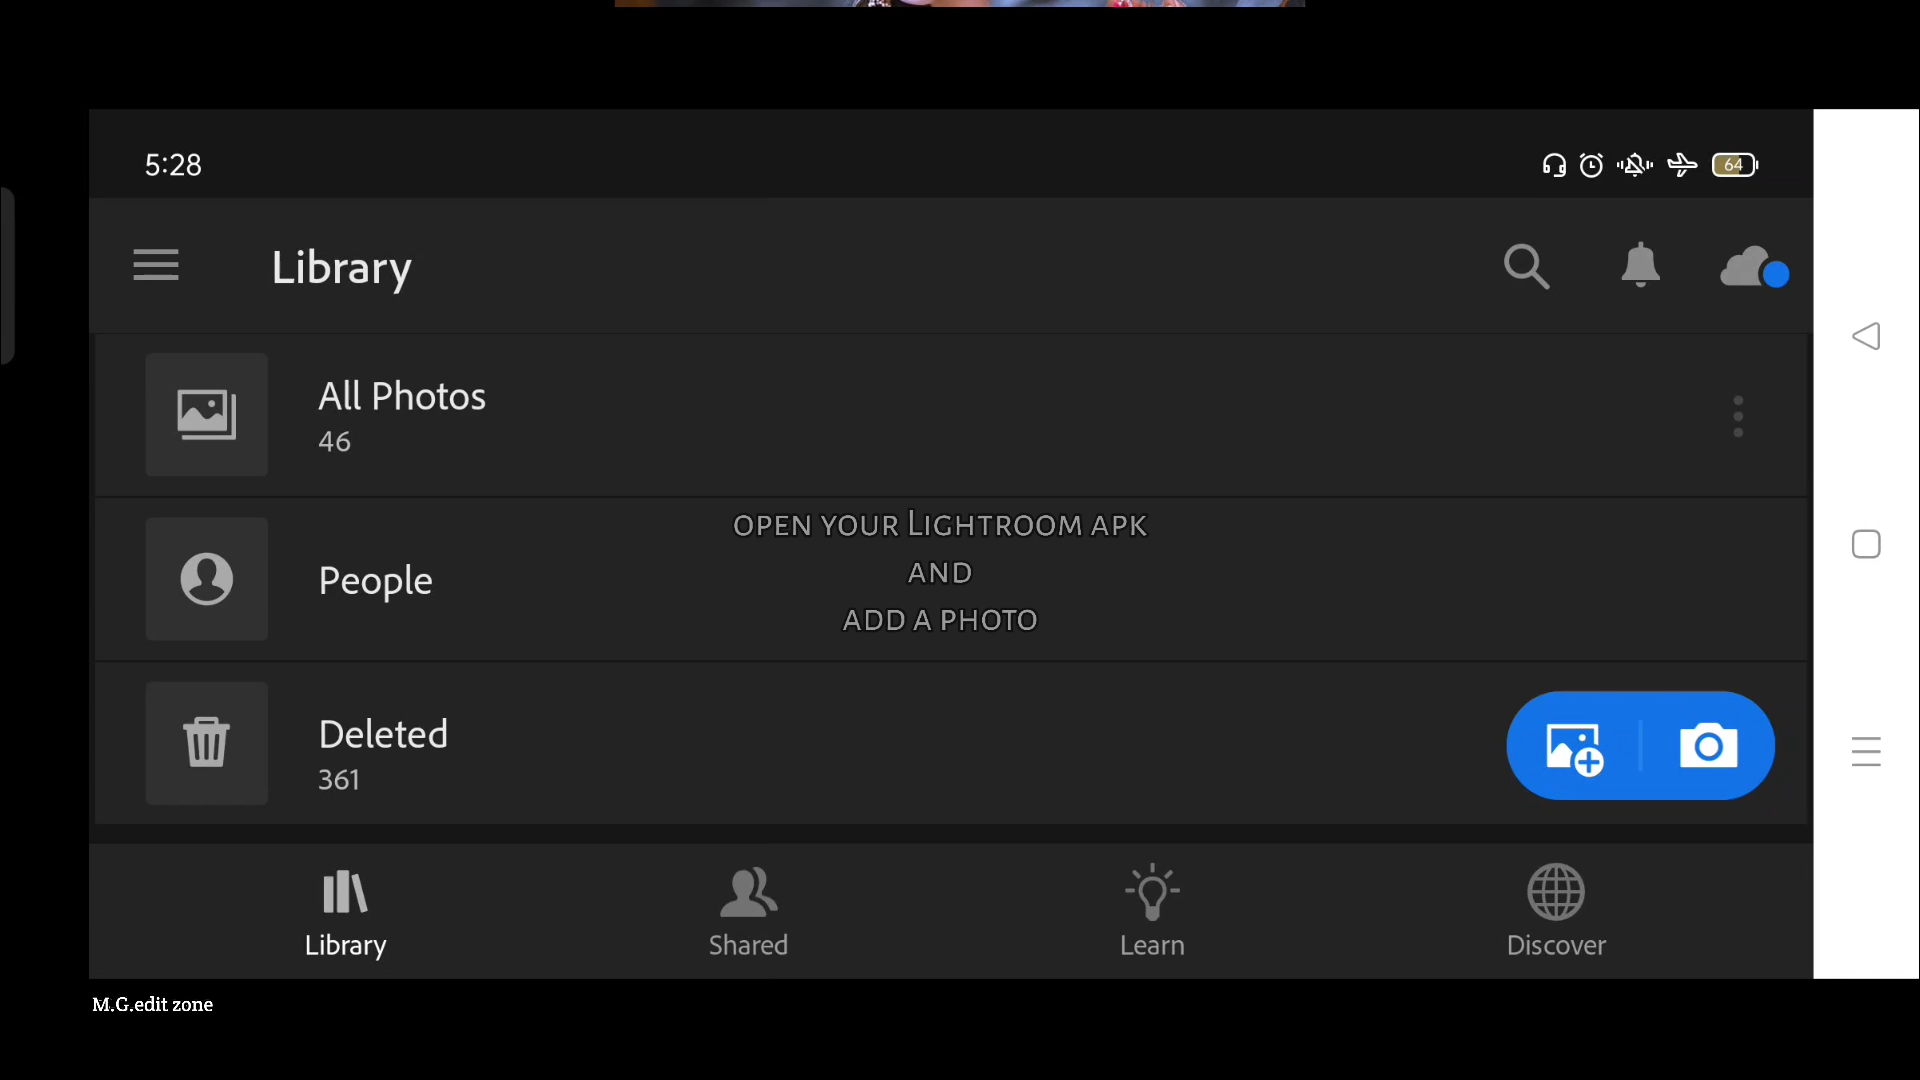 5:28
64
Library
All Photos
46
OPEN YOUR LIGHTROOM APK
AND
ADD A PHOTO
People
Deleted
361
Library
Shared
Learn
Discover
M.G.edit zone